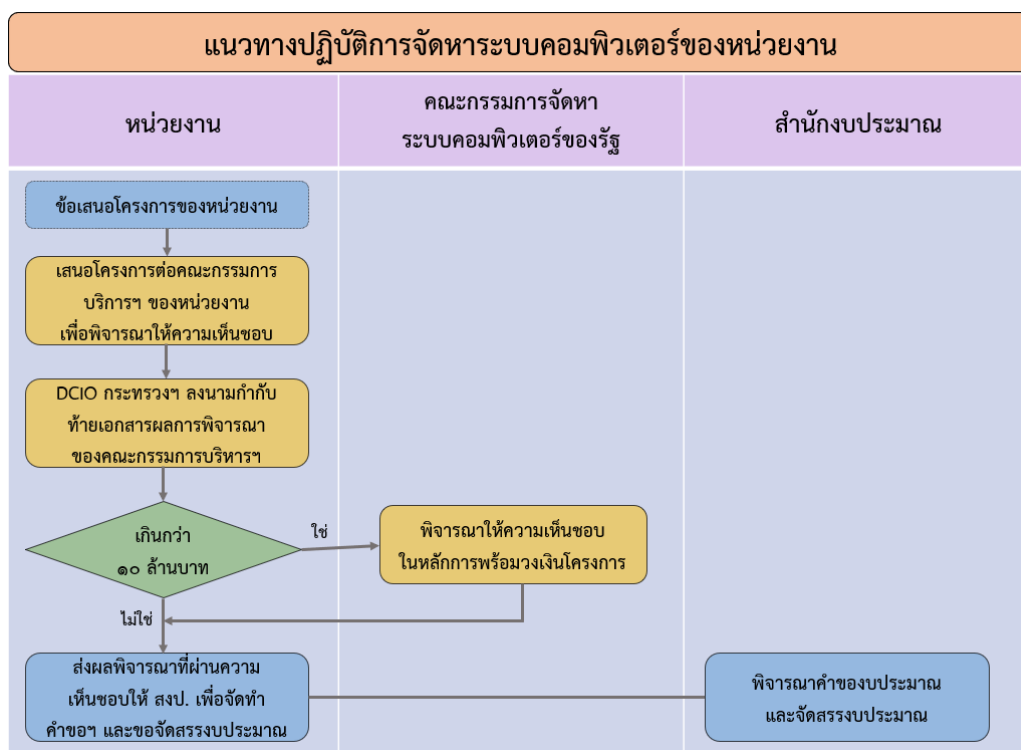 แนวทางปฏิบัติการจัดหาระบบคอมพิวเตอร์ของหน่วยงาน
หน่วยงาน
คณะกรรมการจัดหา
ระบบคอมพิวเตอร์ของรัฐ
สำนักงบประมาณ
ข้อเสนอโครงการของหน่วยงาน
เสนอโครงการต่อคณะกรรมการ
บริการฯ ของหน่วยงาน
เพื่อพิจารณาให้ความเห็นชอบ
DCIO กระทรวงฯ ลงนามกำกับ
ท้ายเอกสารผลการพิจารณา
ของคณะกรรมการบริหารฯ
เกินกว่า
๑๐ ล้านบาท
ใช่
พิจารณาให้ความเห็นชอบ
ในหลักการพร้อมวงเงินโครงการ
ไม่ใช่
ส่งผลพิจารณาที่ผ่านความ
เห็นชอบให้ สงป. เพื่อจัดทำ
คำขอฯ และขอจัดสรรงบประมาณ
พิจารณาคำของบประมาณ
และจัดสรรงบประมาณ